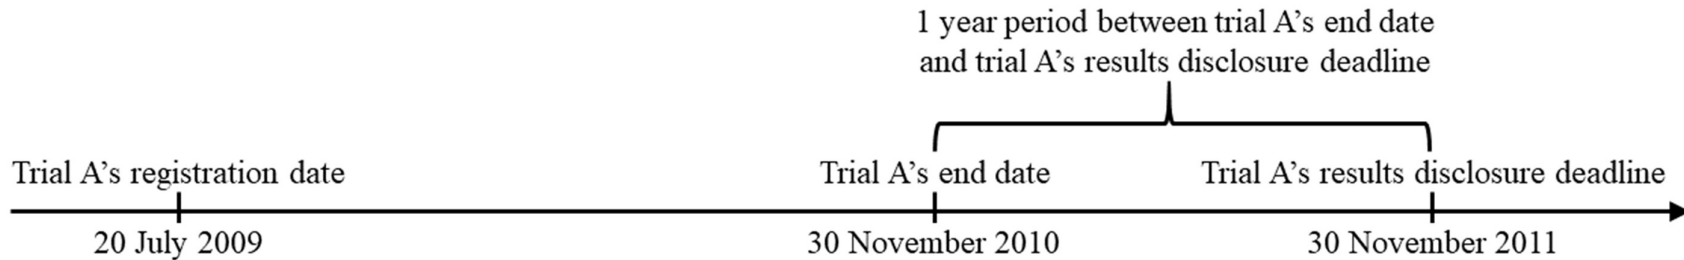 1 year period between trial A’s end date
and trial A’s results disclosure deadline
Trial A’s registration date
Trial A’s end date
Trial A’s results disclosure deadline
20 July 2009
30 November 2010
30 November 2011